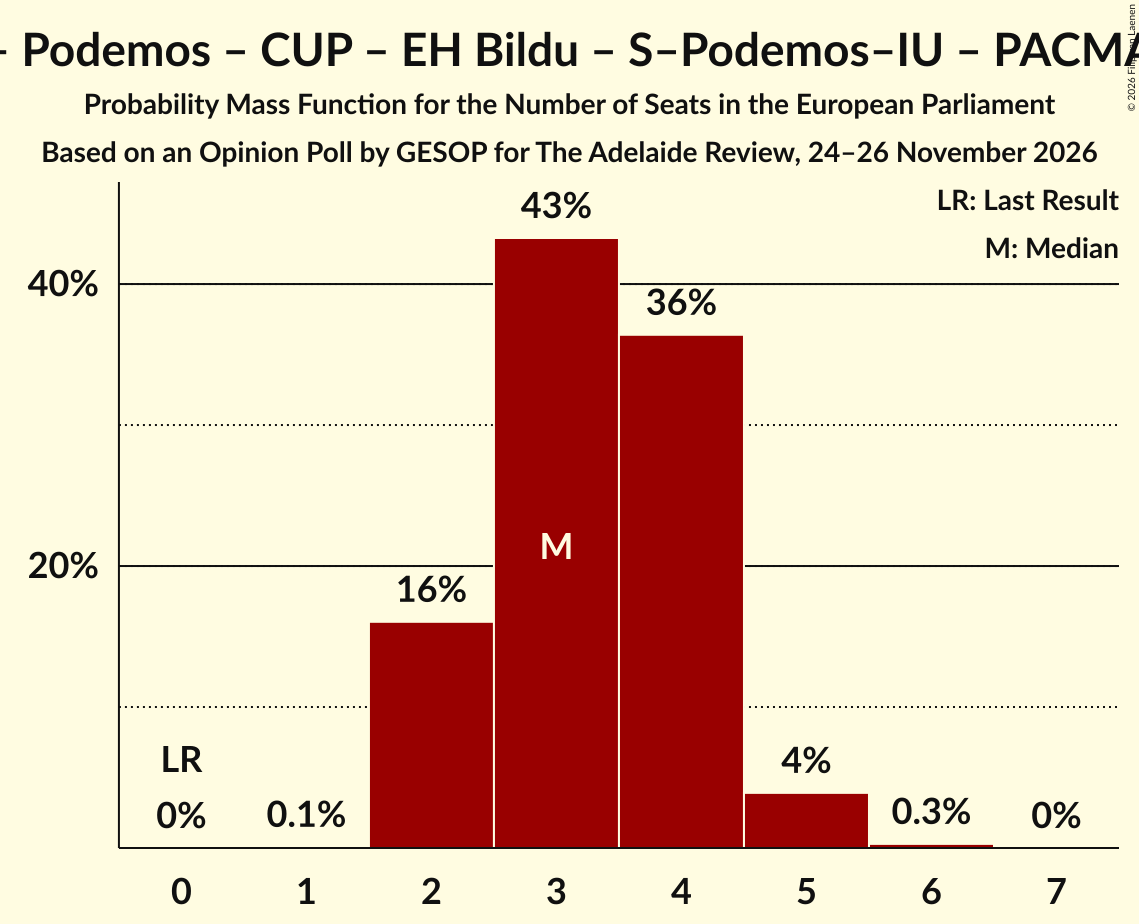 – Podemos – CUP – EH Bildu – S–Podemos–IU – PACMA
Probability Mass Function for the Number of Seats in the European Parliament
Based on an Opinion Poll by GESOP for The Adelaide Review, 24–26 November 2026
LR: Last Result
M: Median
43%
40%
36%
M
20%
16%
LR
4%
0%
0.1%
0.3%
0%
0 1 2 3 4 5 6 7
© 2026 Laenen